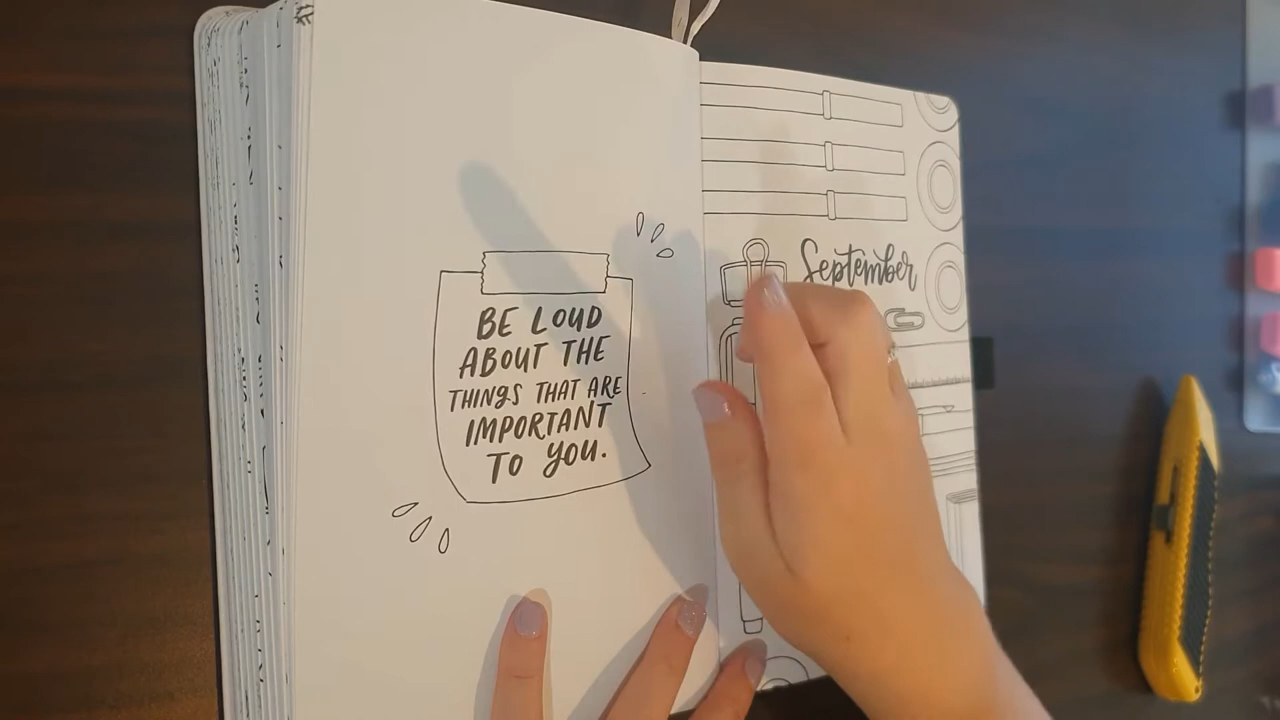 BE LOUD
ABOUT THE
THINGS THAT ARE
IMPORTANT
TO YOU.
September